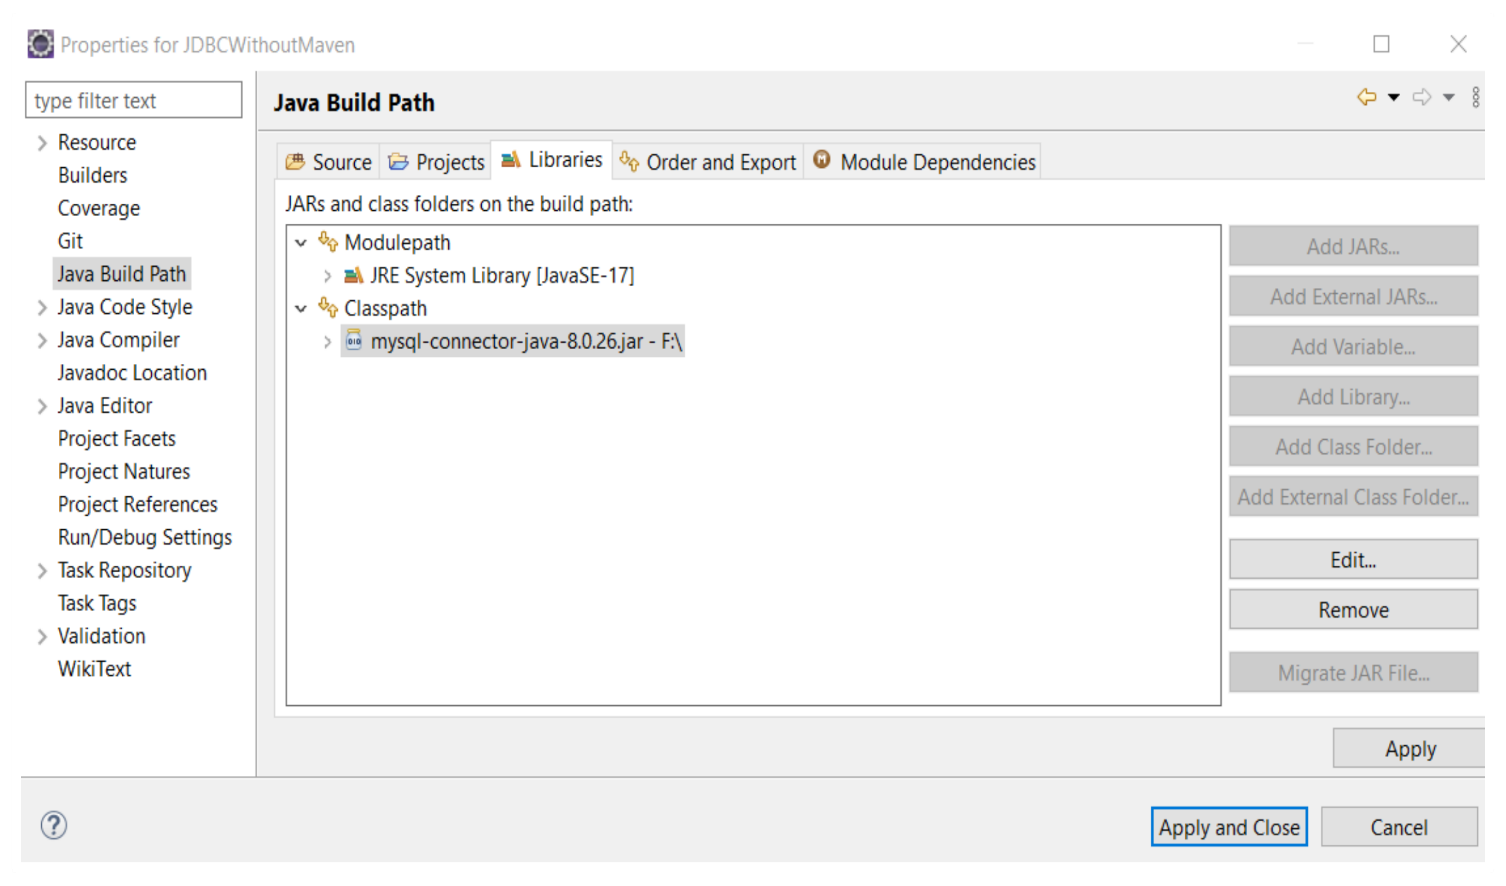 Properties for JDBCWithoutMaven
type filter text
Resource
Builders
Coverage
Git
Java Build Path
Java Code Style
Java Compiler
Javadoc Location
Java Editor
Project Facets
Project Natures
Project References
Run/Debug Settings
Task Repository
Task Tags
Validation
WikiText
Java Build Path
Source Projects Libraries Order and Export Module Dependencies
JARs and class folders on the build path:
Modulepath
JRE System Library [JavaSE-17]
Classpath
mysql-connector-java-8.0.26.jar - F:\
Add JARs...
Add External JARs...
Add Variable...
Add Library...
Add Class Folder...
Add External Class Folder...
Edit...
Remove
Migrate JAR File...
Apply
Apply and Close Cancel